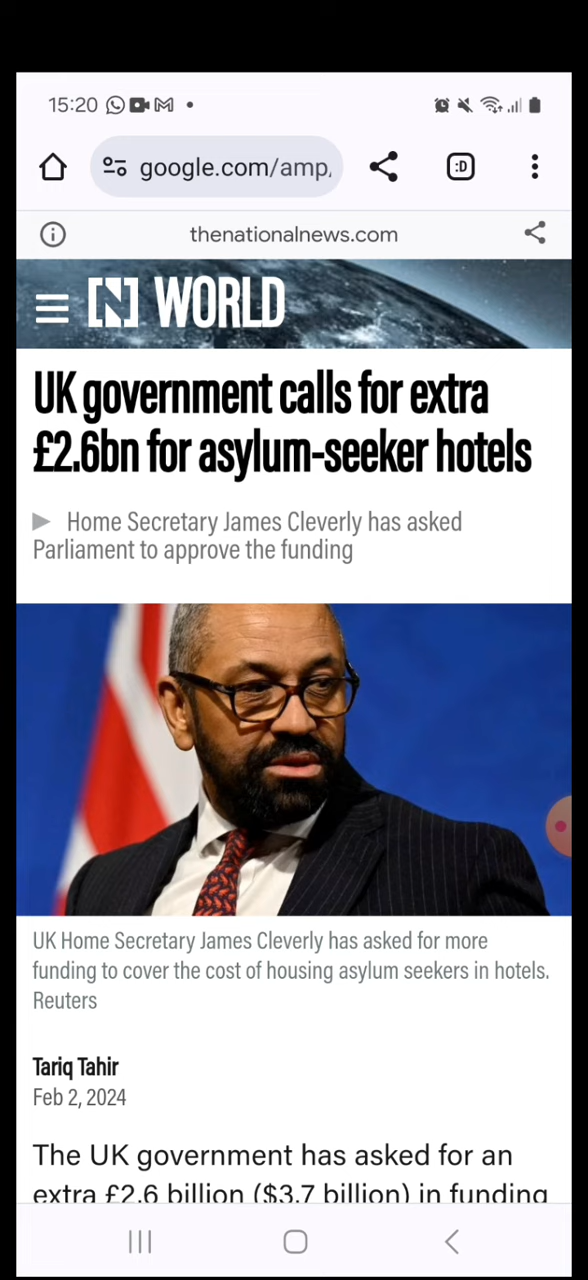 15:20
google.com/amp,
:D
thenationalnews.com
[N] WORLD
UK government calls for extra
£2.6bn for asylum-seeker hotels
Home Secretary James Cleverly has asked
Parliament to approve the funding
UK Home Secretary James Cleverly has asked for more
funding to cover the cost of housing asylum seekers in hotels.
Reuters
Tariq Tahir
Feb 2, 2024
The UK government has asked for an
extra £2.6 billion ($3.7 billion) in funding